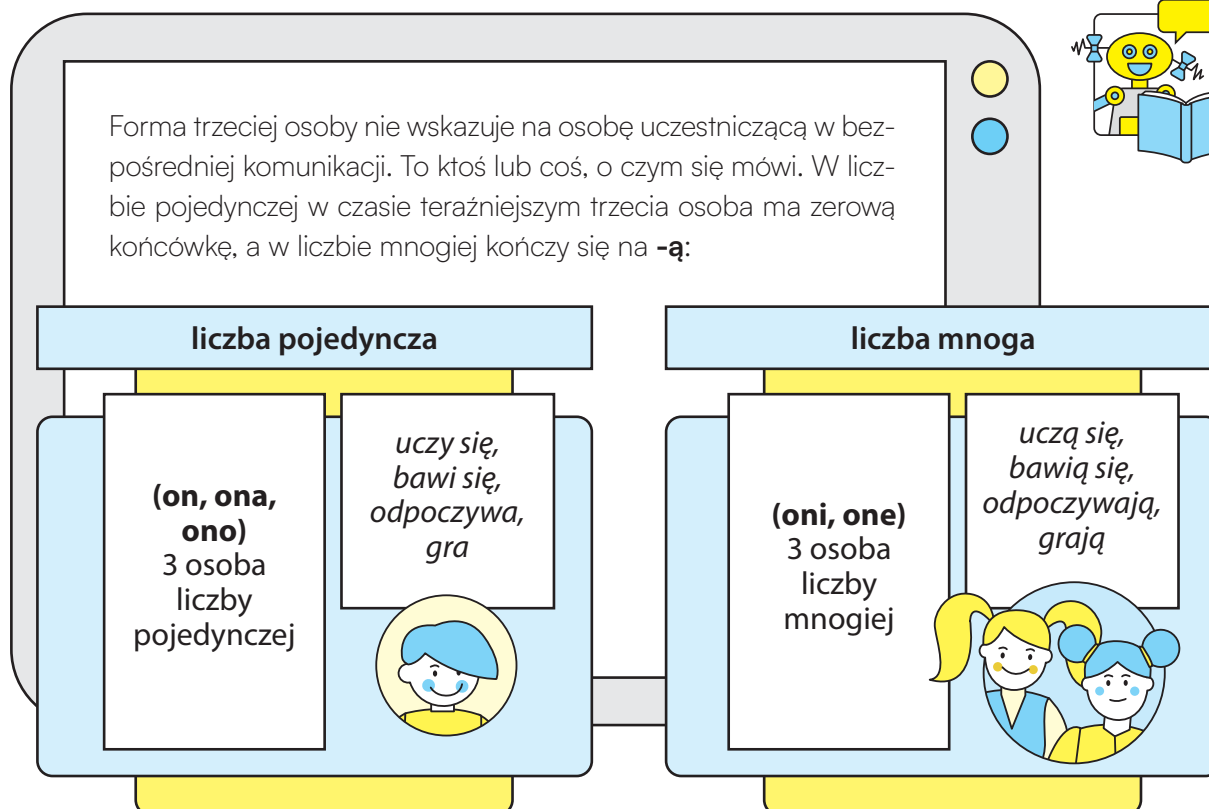 Forma trzeciej osoby nie wskazuje na osobę uczestniczącą w bez-
pośredniej komunikacji. To ktoś lub coś, o czym się mówi. W licz-
bie pojedynczej w czasie teraźniejszym trzecia osoba ma zerową
końcówkę, a w liczbie mnogiej kończy się na -ą:
liczba pojedyncza
(on, ona,
ono)
3 osoba
liczby
pojedynczej
uczy się,
bawi się,
odpoczywa,
gra
liczba mnoga
(oni, one)
3 osoba
liczby
mnogiej
uczą się,
bawią się,
odpoczywają,
grają